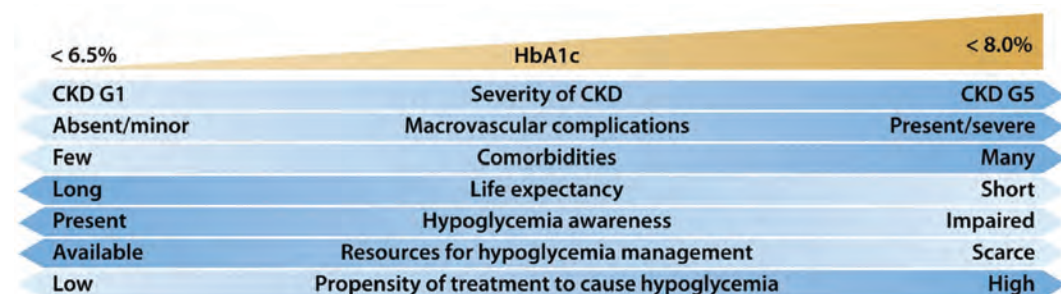 < 6.5% HbA1c < 8.0%
CKD G1 Severity of CKD CKD G5
Absent/minor Macrovascular complications Present/severe
Few Comorbidities Many
Long Life expectancy Short
Present Hypoglycemia awareness Impaired
Available Resources for hypoglycemia management Scarce
Low Propensity of treatment to cause hypoglycemia High